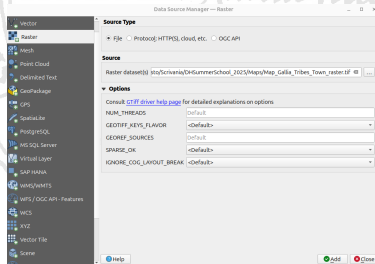 Data Source Manager — Raster
Vector
Raster
Mesh
Point Cloud
Delimited Text
GeoPackage
GPS
SpatiaLite
PostgreSQL
MS SQL Server
Virtual Layer
SAP HANA
WMS/WMTS
WFS / OGC API - Features
WCS
XYZ
Vector Tile
Scene
Source Type
File
Protocol: HTTP(S), cloud, etc.
OGC API
Source
Raster dataset(s)
sto/Scrivania/DHSummerSchool_2025/Maps/Map_Gallia_Tribes_Town_raster.tif
...
Options
Consult GTiff driver help page for detailed explanations on options
NUM_THREADS
Default
GEOTIFF_KEYS_FLAVOR
<Default>
GEOREF_SOURCES
Default
SPARSE_OK
<Default>
IGNORE_COG_LAYOUT_BREAK
<Default>
Help
Add
Close